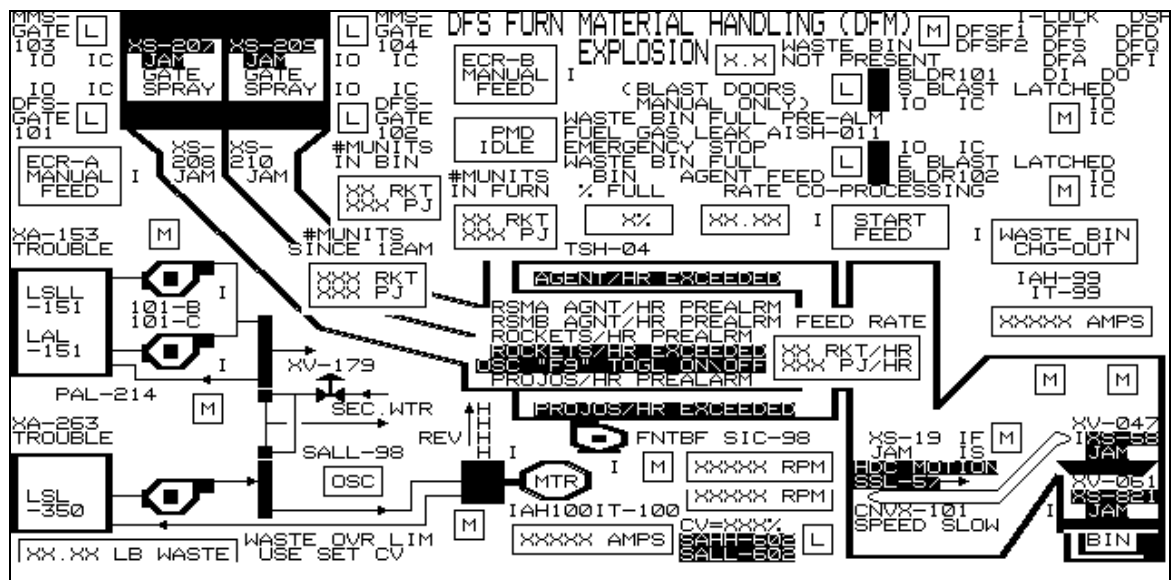 MMS-
GATE
103
IO IC
IO IC
DFS-
GATE
101
L
L
XS-207
JAM
GATE
SPRAY
XS-209
JAM
GATE
SPRAY
L
MMS-
GATE
104
IO IC
IO IC
L
DFS-
GATE
102
DFS FURN MATERIAL HANDLING (DFM)
EXPLOSION
X.X
WASTE BIN
NOT PRESENT
M
I-LOCK DSF
DFSF1 DFT DFD
DFSF2 DFS DFQ
DFA DFI
DI DO
ECR-B
MANUAL
FEED
I
(BLAST DOORS
MANUAL ONLY)
L
BLDR101
S BLAST LATCHED
IO IC
IO
M
IC
PMD
IDLE
WASTE BIN FULL PRE-ALM
FUEL GAS LEAK AISH-011
EMERGENCY STOP
WASTE BIN FULL
L
IO IC
E BLAST LATCHED
BLDR102
IO
M
IC
ECR-A
MANUAL
FEED
I
XS-
208
JAM
XS-
210
JAM
#MUNITS
IN BIN
XX RKT
XXX PJ
#MUNITS
IN FURN
XX RKT
XXX PJ
BIN
% FULL
X%
AGENT FEED
RATE CO-PROCESSING
XX.XX
I
START
FEED
I
WASTE BIN
CHG-OUT
XA-153
TROUBLE
M
#MUNITS
SINCE 12AM
XXX RKT
XXX PJ
TSH-04
IAH-99
IT-99
XXXXX AMPS
LSLL
-151
LAL
-151
101-B
101-C
I
I
PAL-214
M
XV-179
SEC.WTR
SALL-98
OSC
AGENT/HR EXCEEDED
RSMA AGNT/HR PREALRM
RSMB AGNT/HR PREALRM
ROCKETS/HR PREALRM
ROCKETS/HR EXCEEDED
OSC "F9" TOGL ON\OFF
PROJOS/HR PREALARM
PROJOS/HR EXCEEDED
FEED RATE
XX RKT/HR
XXX PJ/HR
M
M
XA-263
TROUBLE
LSL
-350
XX.XX LB WASTE
WASTE OVR LIM
USE SET CV
REV
H
H
H
H
I
MTR
M
IAH100
IT-100
XXXXX AMPS
FNTBF SIC-98
I
M
XXXXX RPM
XXXXX RPM
CV=XXX%
SAHH-602
SALL-602
L
XS-19 IF
JAM IS
M
HDC MOTION
SSL-57
CNVX-101
SPEED SLOW
XV-047
I
XS-58
JAM
XV-061
XS-821
I
JAM
BIN